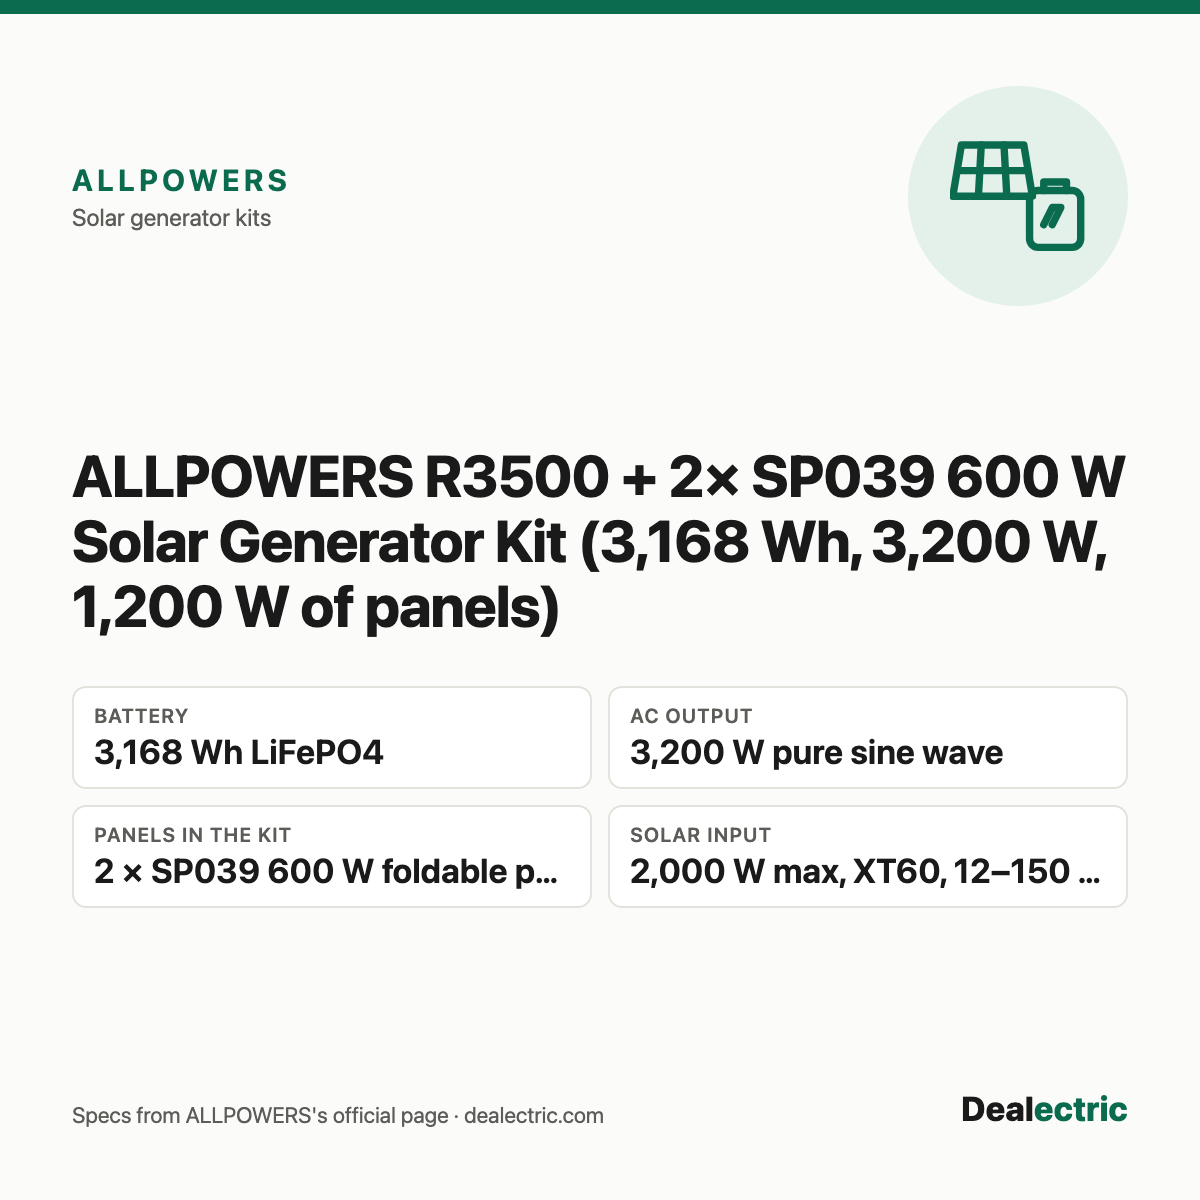 ALLPOWERS
Solar generator kits
ALLPOWERS R3500 + 2× SP039 600 W
Solar Generator Kit (3,168 Wh, 3,200 W,
1,200 W of panels)
BATTERY
3,168 Wh LiFePO4
AC OUTPUT
3,200 W pure sine wave
PANELS IN THE KIT
2 × SP039 600 W foldable p...
SOLAR INPUT
2,000 W max, XT60, 12–150 ...
Specs from ALLPOWERS's official page · dealectric.com
Dealectric